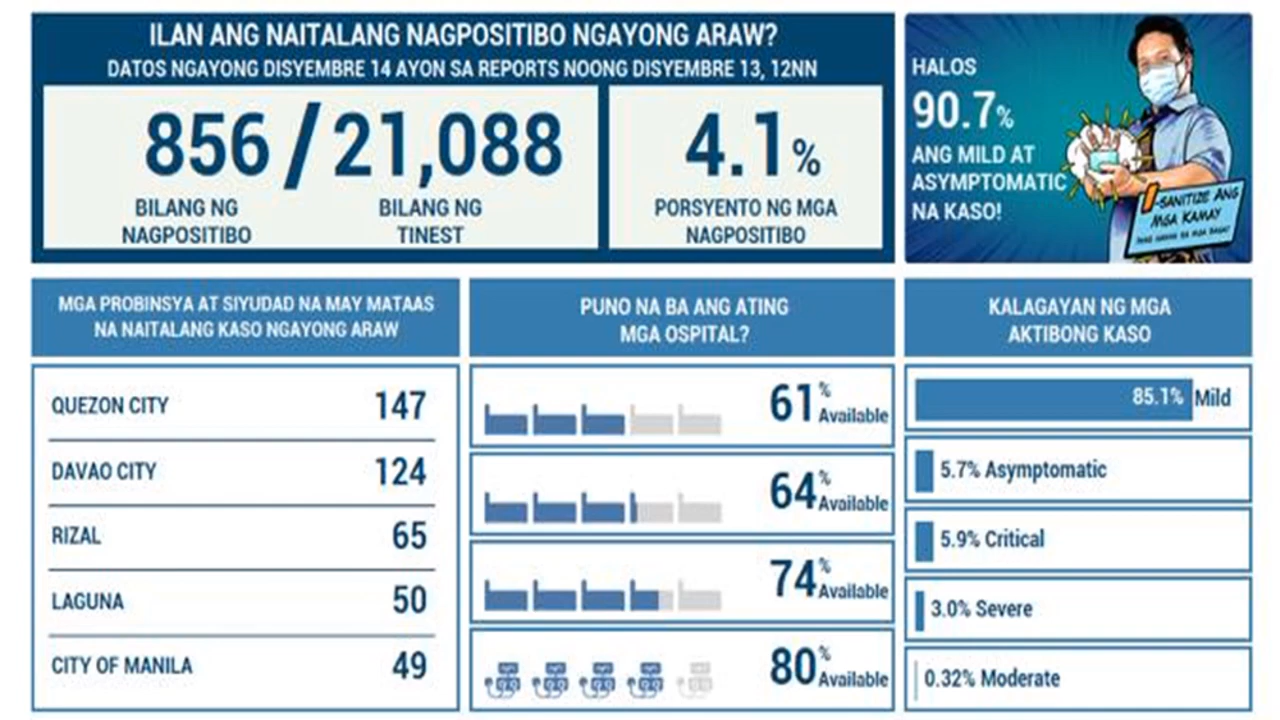 ILAN ANG NAITALANG NAGPOSITIBO NGAYONG ARAW?
DATOS NGAYONG DISYEMBRE 14 AYON SA REPORTS NOONG DISYEMBRE 13, 12NN
856 / 21,088
BILANG NG
NAGPOSITIBO
BILANG NG
TINEST
4.1%
PORSYENTO NG MGA
NAGPOSITIBO
HALOS
90.7%
ANG MILD AT
ASYMPTOMATIC
NA KASO!
I-SANITIZE ANG
MGA KAMAY
MGA PROBINSYA AT SIYUDAD NA MAY MATAAS
NA NAITALANG KASO NGAYONG ARAW
QUEZON CITY 147
DAVAO CITY 124
RIZAL 65
LAGUNA 50
CITY OF MANILA 49
PUNO NA BA ANG ATING
MGA OSPITAL?
61% Available
64% Available
74% Available
80% Available
KALAGAYAN NG MGA
AKTIBONG KASO
85.1% Mild
5.7% Asymptomatic
5.9% Critical
3.0% Severe
0.32% Moderate